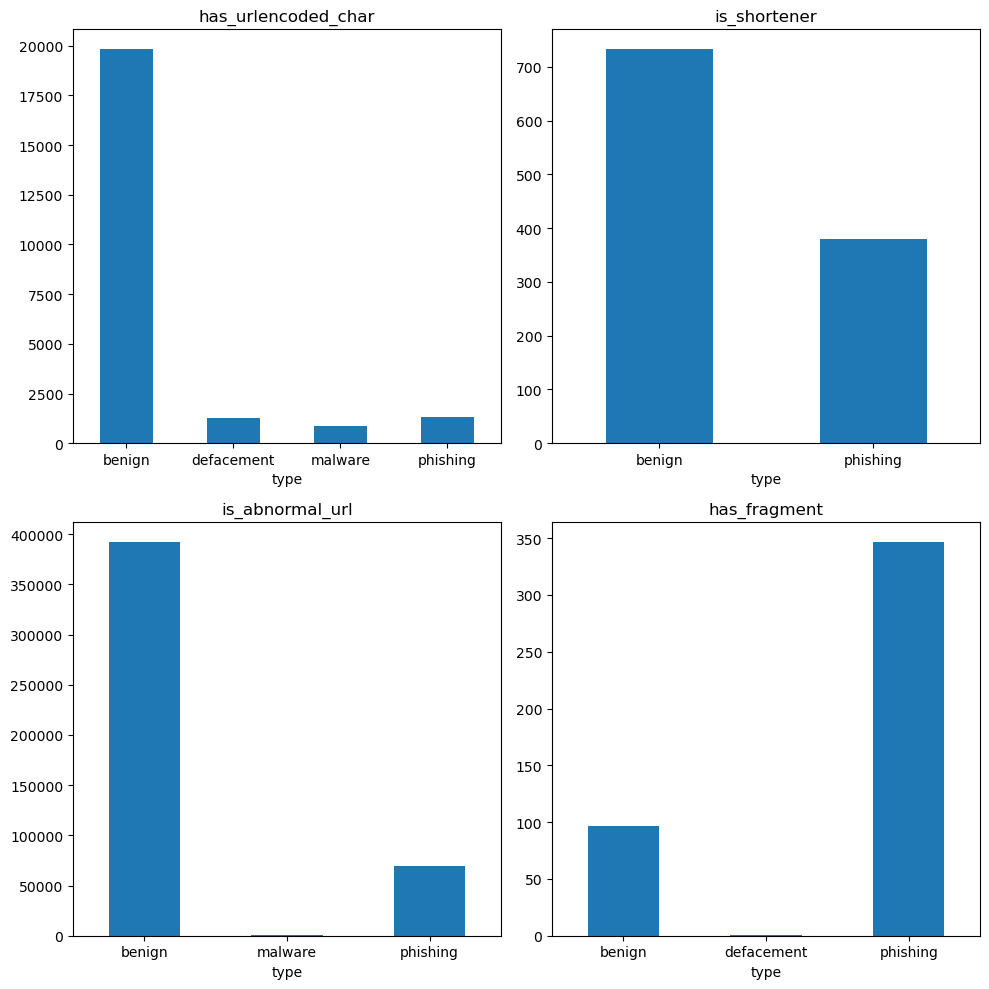 has_urlencoded_char
20000
17500
15000
12500
10000
7500
5000
2500
0
benign defacement malware phishing
type
is_shortener
700
600
500
400
300
200
100
0
benign phishing
type
is_abnormal_url
400000
350000
300000
250000
200000
150000
100000
50000
0
benign malware phishing
type
has_fragment
350
300
250
200
150
100
50
0
benign defacement phishing
type